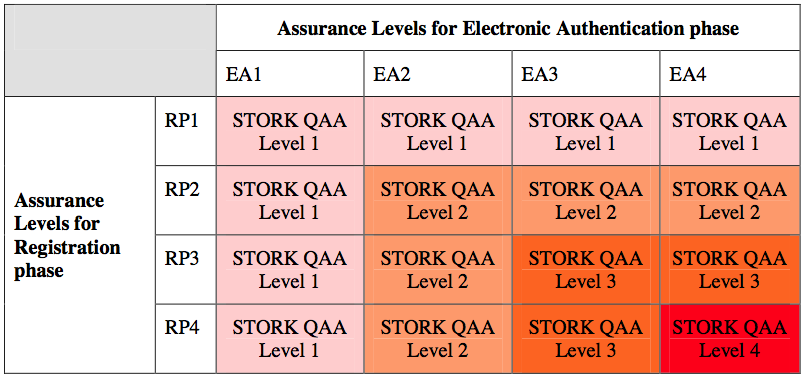 Assurance Levels for Electronic Authentication phase
EA1 EA2 EA3 EA4
Assurance
Levels for
Registration
phase
RP1 STORK QAA STORK QAA STORK QAA STORK QAA
Level 1 Level 1 Level 1 Level 1
RP2 STORK QAA STORK QAA STORK QAA STORK QAA
Level 1 Level 2 Level 2 Level 2
RP3 STORK QAA STORK QAA STORK QAA STORK QAA
Level 1 Level 2 Level 3 Level 3
RP4 STORK QAA STORK QAA STORK QAA STORK QAA
Level 1 Level 2 Level 3 Level 4